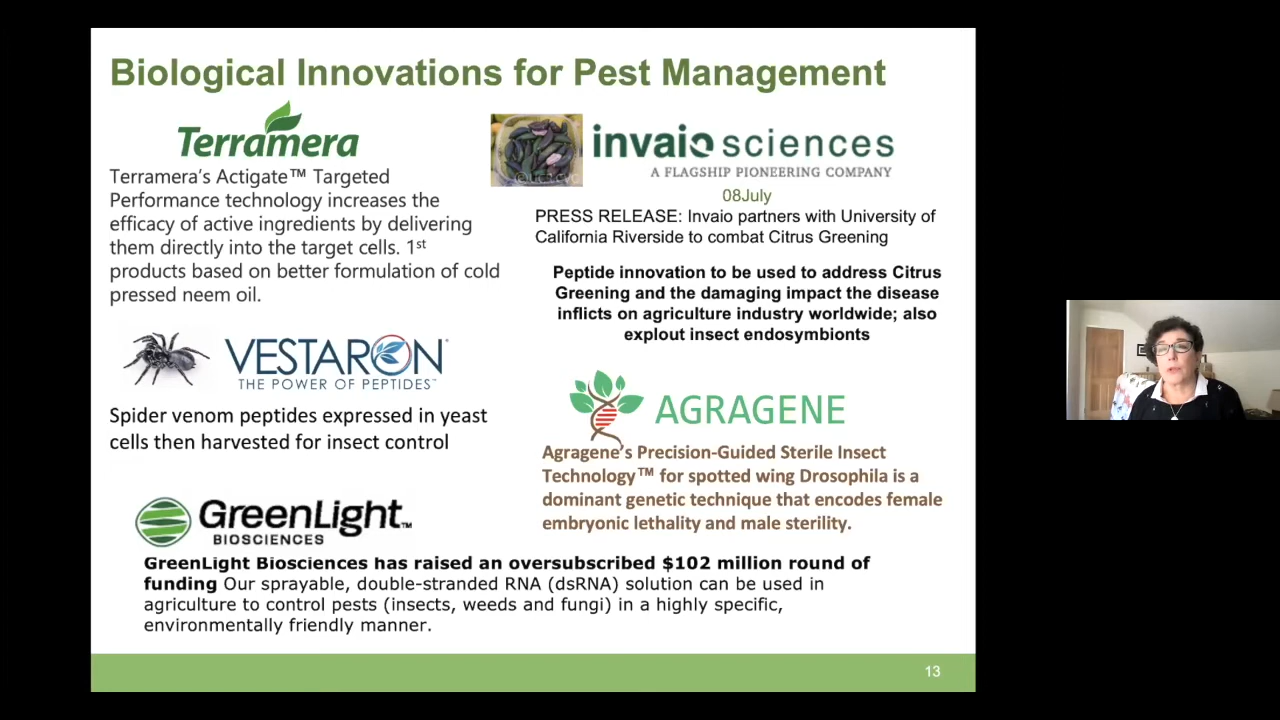 Biological Innovations for Pest Management
Terramera
Terramera's Actigate™ Targeted
Performance technology increases the
efficacy of active ingredients by delivering
them directly into the target cells. 1st
products based on better formulation of cold
pressed neem oil.
VESTARON®
THE POWER OF PEPTIDES™
Spider venom peptides expressed in yeast
cells then harvested for insect control
invaio sciences
A FLAGSHIP PIONEERING COMPANY
08July
PRESS RELEASE: Invaio partners with University of
California Riverside to combat Citrus Greening
Peptide innovation to be used to address Citrus
Greening and the damaging impact the disease
inflicts on agriculture industry worldwide; also
explout insect endosymbionts
AGRAGENE
Agragene's Precision-Guided Sterile Insect
Technology™ for spotted wing Drosophila is a
dominant genetic technique that encodes female
embryonic lethality and male sterility.
GreenLight™
BIOSCIENCES
GreenLight Biosciences has raised an oversubscribed $102 million round of
funding Our sprayable, double-stranded RNA (dsRNA) solution can be used in
agriculture to control pests (insects, weeds and fungi) in a highly specific,
environmentally friendly manner.
13